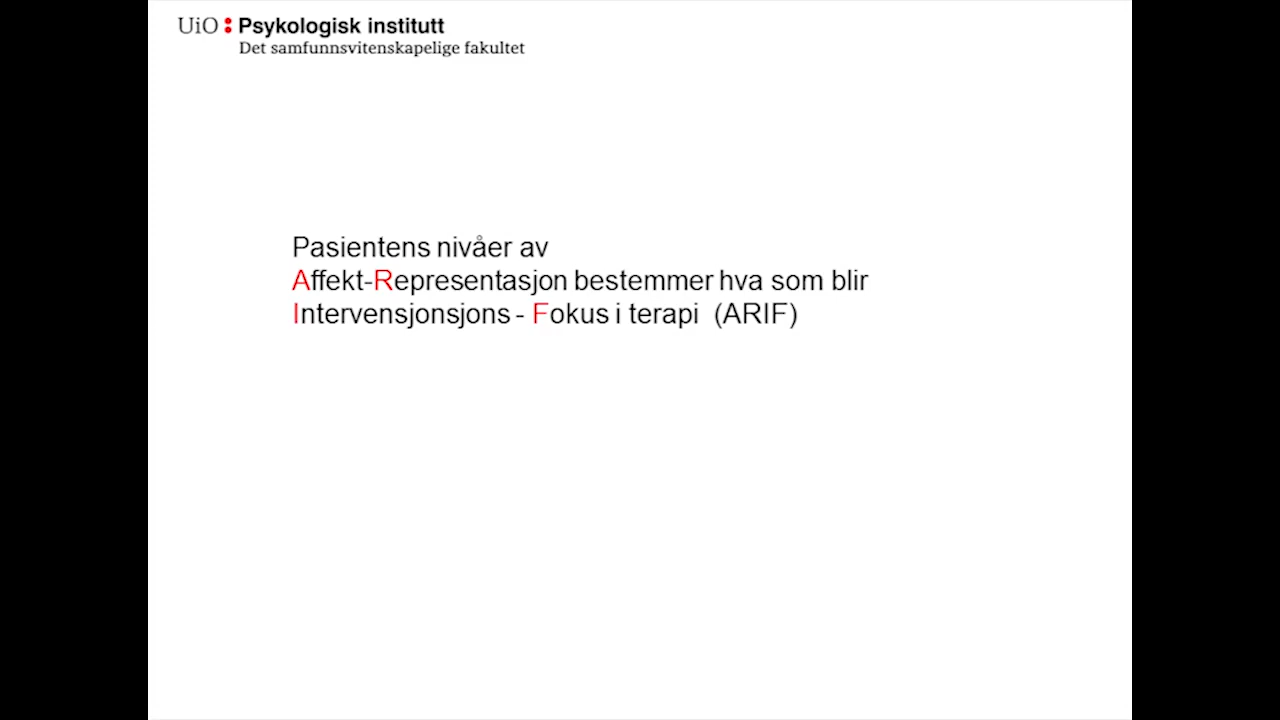 UiO : Psykologisk institutt
Det samfunnsvitenskapelige fakultet
Pasientens nivåer av
Affekt-Representasjon bestemmer hva som blir
Intervensjonsjons - Fokus i terapi (ARIF)